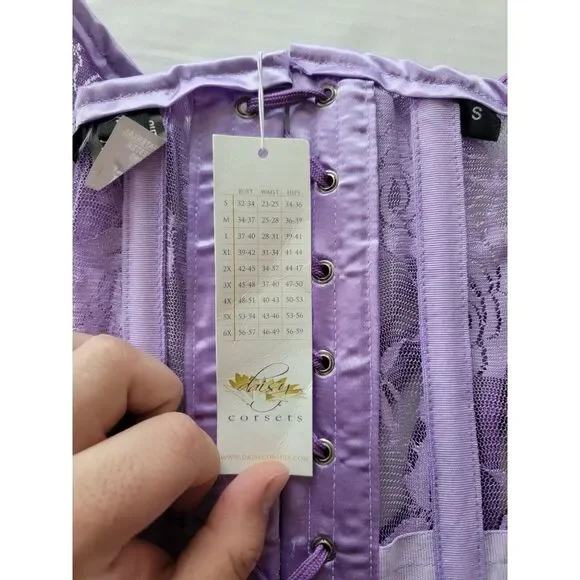 BUST WAIST HIPS
S 32-34 23-25 34-36
M 34-37 25-28 36-39
L 37-40 28-31 39-41
XL 39-42 31-35 41-44
2X 42-45 34-37 44-47
3X 45-48 37-40 47-50
4X 48-51 40-43 50-53
5X 53-54 43-46 53-56
6X 56-57 46-49 56-59
daisy
corsets
WWW.DAISYCORSETS.COM
S